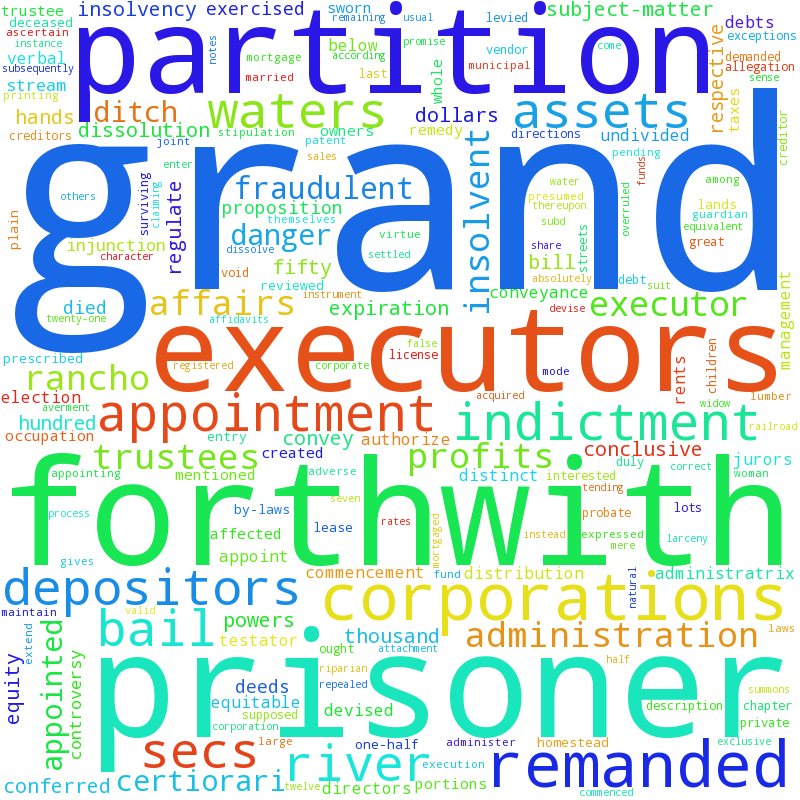 trustee insolvency exercised sworn levied subject-matter
deceased remaining usual debts
ascertain partition exceptions
instance notes promise come
verbal below according vendor demanded
subsequently mortgage last whole municipal allegation
stream married sense
printing ditch waters dollars assets respective taxes
hands
creditors dissolution stipulation owners remedy directions undivided creditor
joint patent pending
enter sales funds
grand
others surviving claiming regulate fraudulent insolvent water among
presumed lands
proposition thereupon guardian
themselves subd overruled equivalent
plain injunction danger virtue streets great
character dissolve settled share
void fifty bill absolutely debt suit
reviewed conveyance
affairs instrument expiration devise executor management
died
twenty-one affidavits
executors
prescribed false mode children
registered corporate license
rancho rents
election acquired lumber
averment appointment widow
hundred indictment railroad
occupation entry convey authorize
trustees created profits conclusive jurors
mentioned distinct interested duly correct
appointing adverse woman
forthwith
seven tending
process by-laws lease rates mortgaged probate lots
affected instead expressed larceny
mere
gives appoint commencement distribution administratrix
depositors fund natural
maintain valid corporations
bail powers thousand administration laws
extend testator
equity appointed controversy ought attachment
riparian half
prisoner
deeds repealed summons
equitable devised description chapter
supposed private
corporation
secs large one-half administer homestead exclusive
river execution remanded
conferred certiorari twelve directors portions
commenced